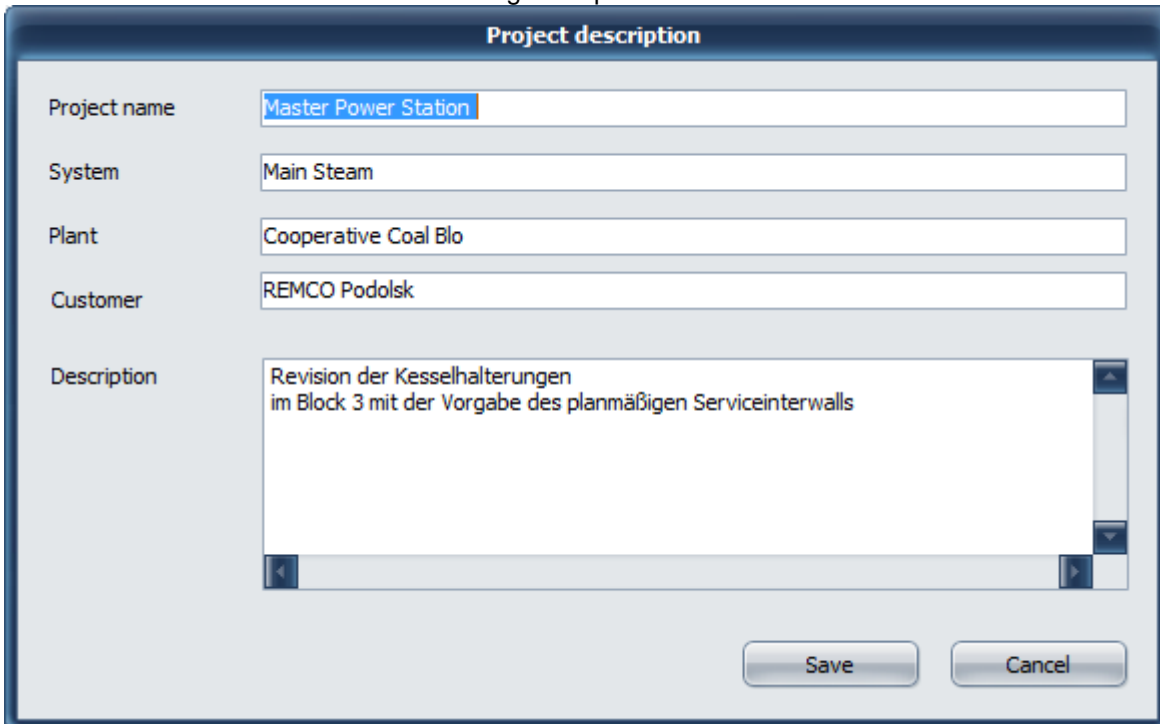 Project description
Project name Master Power Station
System Main Steam
Plant Cooperative Coal Blo
Customer REMCO Podolsk
Description Revision der Kesselhalterungen
im Block 3 mit der Vorgabe des planmäßigen Serviceinterwalls
Save Cancel